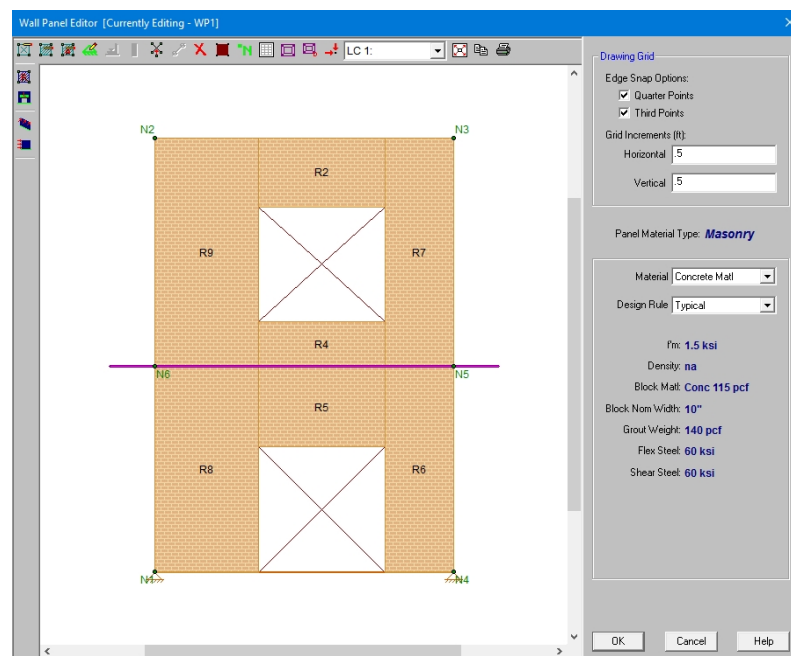 Wall Panel Editor [Currently Editing - WP1]
LC 1:
N2
N3
R2
R9
R7
R4
N6
N5
R5
R8
R6
N1
N4
Drawing Grid
Edge Snap Options:
Quarter Points
Third Points
Grid Increments (ft):
Horizontal .5
Vertical .5
Panel Material Type: Masonry
Material Concrete Matl
Design Rule Typical
f'm: 1.5 ksi
Density: na
Block Matl: Conc 115 pcf
Block Nom Width: 10"
Grout Weight: 140 pcf
Flex Steel: 60 ksi
Shear Steel: 60 ksi
OK Cancel Help